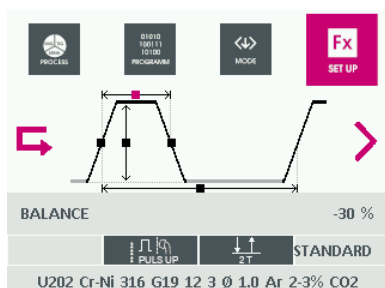 01010
100111
10100
Fx
PROCESS
PROGRAMM
MODE
SET UP
BALANCE -30 %
PULS UP 2T STANDARD
U202 Cr-Ni 316 G19 12 3 Ø 1.0 Ar 2-3% CO2